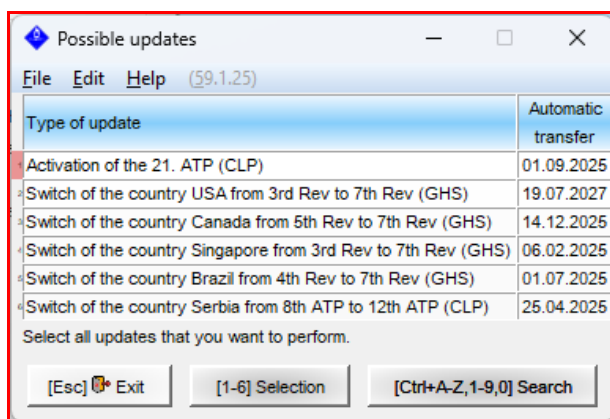 Possible updates
File Edit Help (59.1.25)
Type of update Automatic transfer
1 Activation of the 21. ATP (CLP) 01.09.2025
2 Switch of the country USA from 3rd Rev to 7th Rev (GHS) 19.07.2027
3 Switch of the country Canada from 5th Rev to 7th Rev (GHS) 14.12.2025
4 Switch of the country Singapore from 3rd Rev to 7th Rev (GHS) 06.02.2025
5 Switch of the country Brazil from 4th Rev to 7th Rev (GHS) 01.07.2025
6 Switch of the country Serbia from 8th ATP to 12th ATP (CLP) 25.04.2025
Select all updates that you want to perform.
[Esc] Exit [1-6] Selection [Ctrl+A-Z,1-9,0] Search